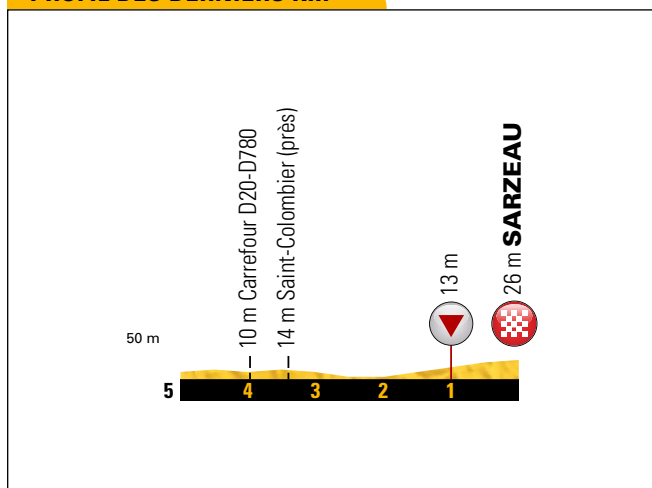 10 m Carrefour D20-D780
14 m Saint-Colombier (près)
13 m
26 m SARZEAU
50 m
5 4 3 2 1